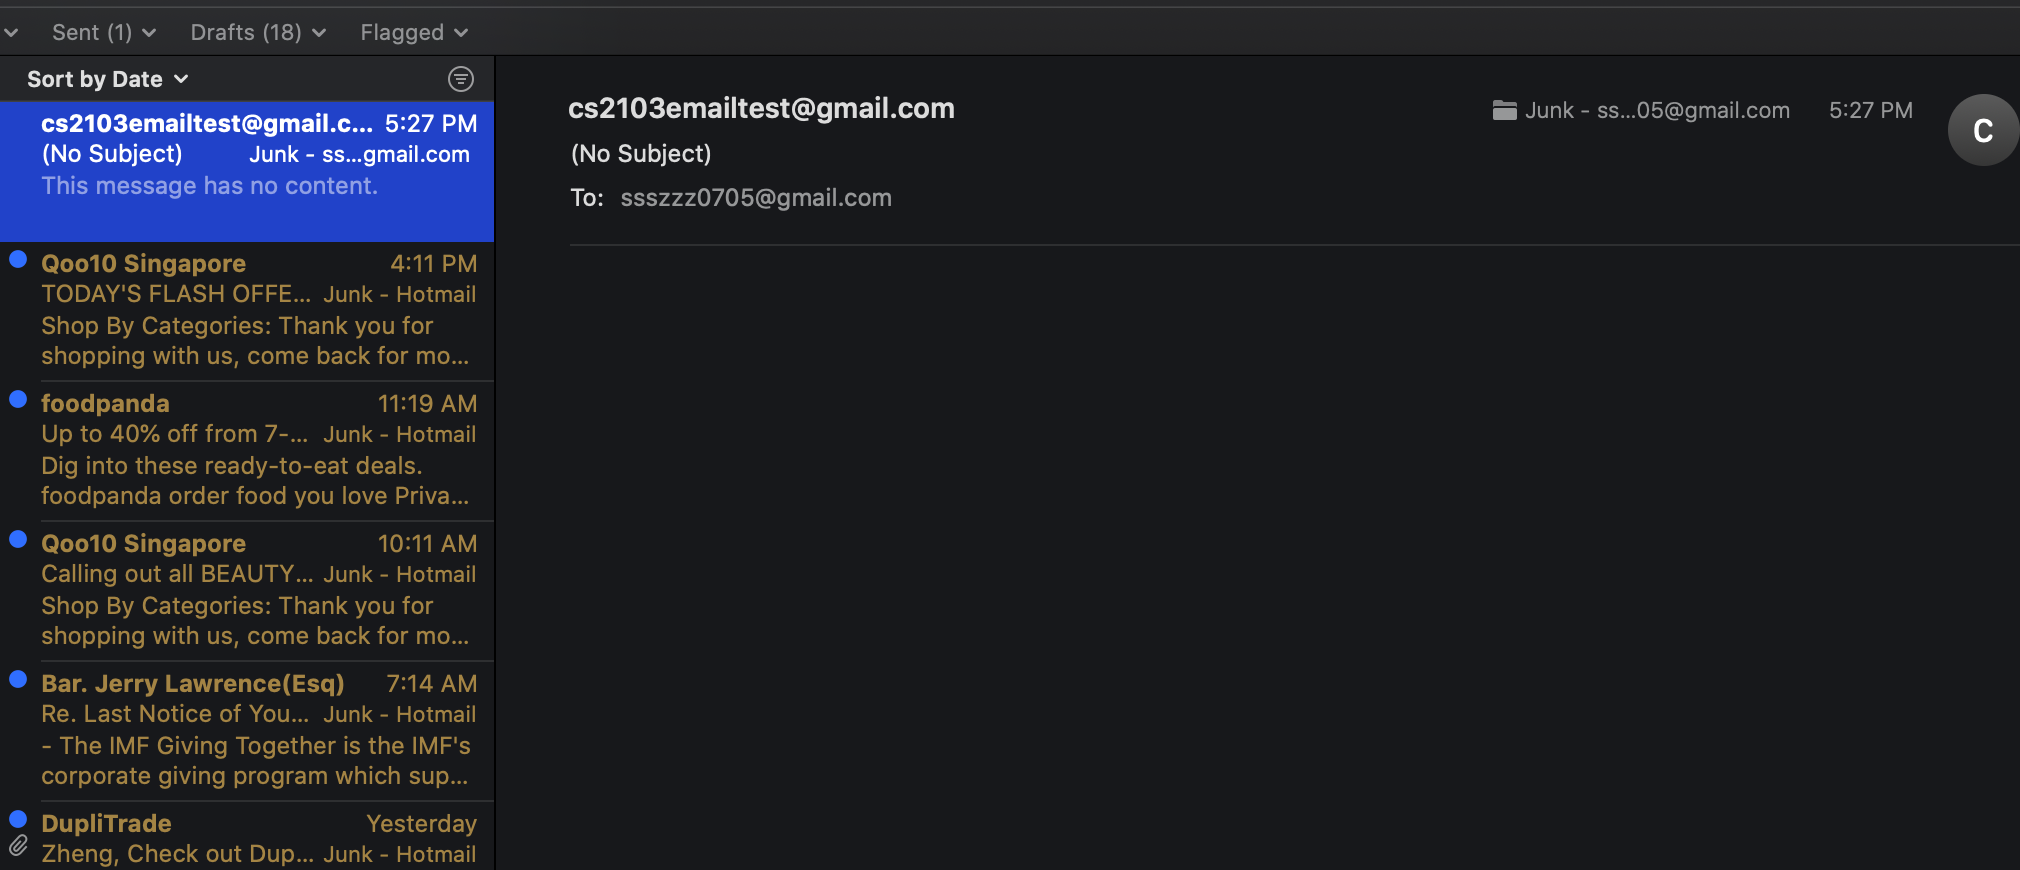 Sent (1) Drafts (18) Flagged
Sort by Date
cs2103emailtest@gmail.c... 5:27 PM
(No Subject) Junk - ss...gmail.com
This message has no content.
Qoo10 Singapore 4:11 PM
TODAY'S FLASH OFFE... Junk - Hotmail
Shop By Categories: Thank you for
shopping with us, come back for mo...
foodpanda 11:19 AM
Up to 40% off from 7-... Junk - Hotmail
Dig into these ready-to-eat deals.
foodpanda order food you love Priva...
Qoo10 Singapore 10:11 AM
Calling out all BEAUTY... Junk - Hotmail
Shop By Categories: Thank you for
shopping with us, come back for mo...
Bar. Jerry Lawrence(Esq) 7:14 AM
Re. Last Notice of You... Junk - Hotmail
- The IMF Giving Together is the IMF's
corporate giving program which sup...
DupliTrade Yesterday
Zheng, Check out Dup... Junk - Hotmail
cs2103emailtest@gmail.com Junk - ss...05@gmail.com 5:27 PM
C
(No Subject)
To: ssszzz0705@gmail.com